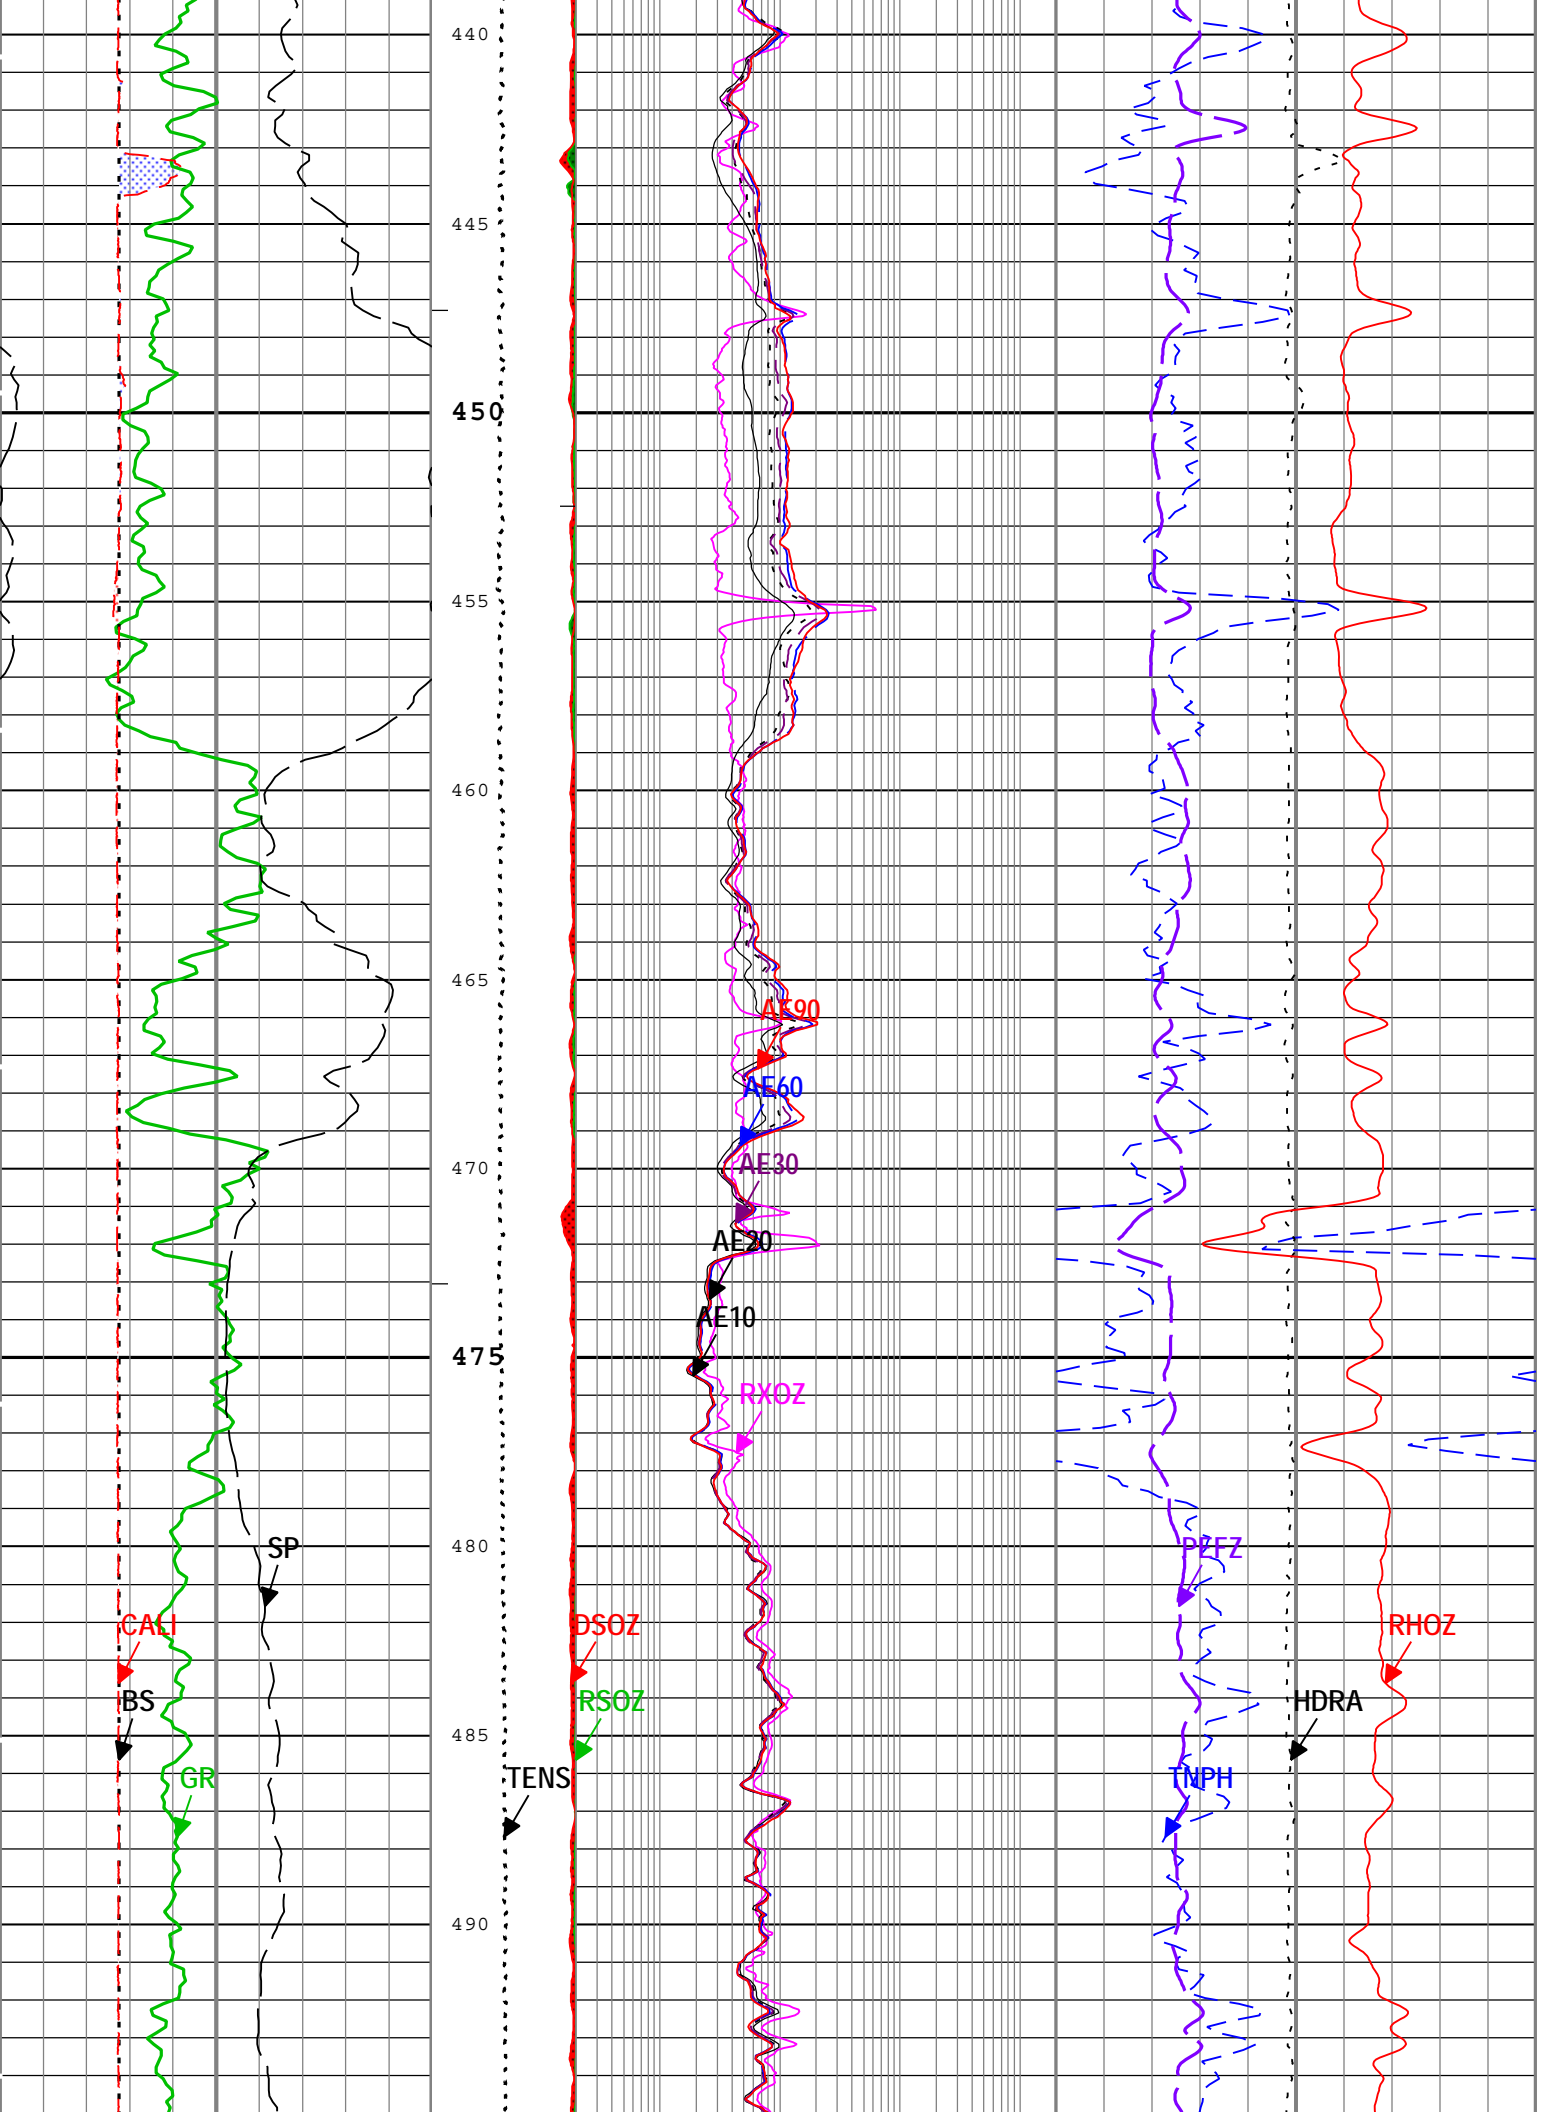 440
445
450
455
460
465
AE90
AE60
AE30
470
AE20
AE10
475
RXOZ
480
SP
PEFZ
CALI
DSOZ
RHOZ
BS
RSOZ
HDRA
485
GR
TENS
TNPH
490